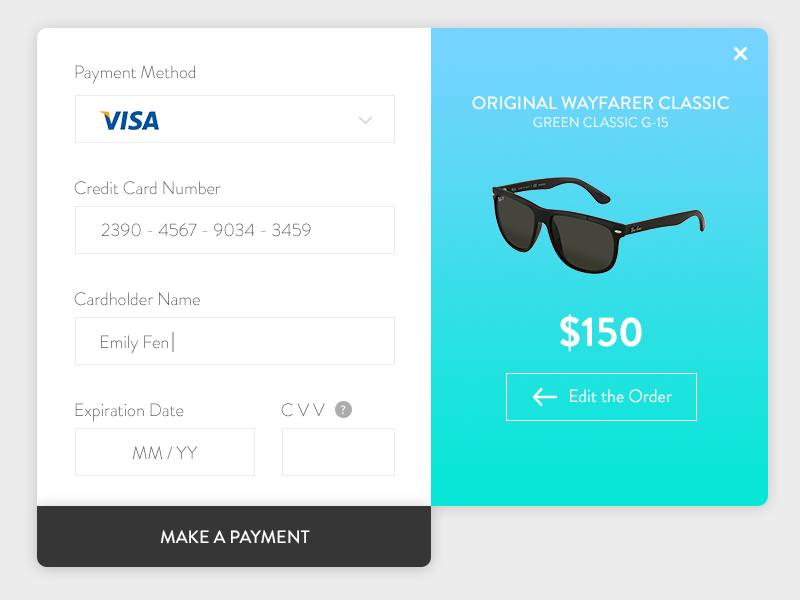 Payment Method
VISA
Credit Card Number
2390 - 4567 - 9034 - 3459
Cardholder Name
Emily Fen
Expiration Date
CVV ?
MM / YY
MAKE A PAYMENT
ORIGINAL WAYFARER CLASSIC
GREEN CLASSIC G-15
$150
Edit the Order